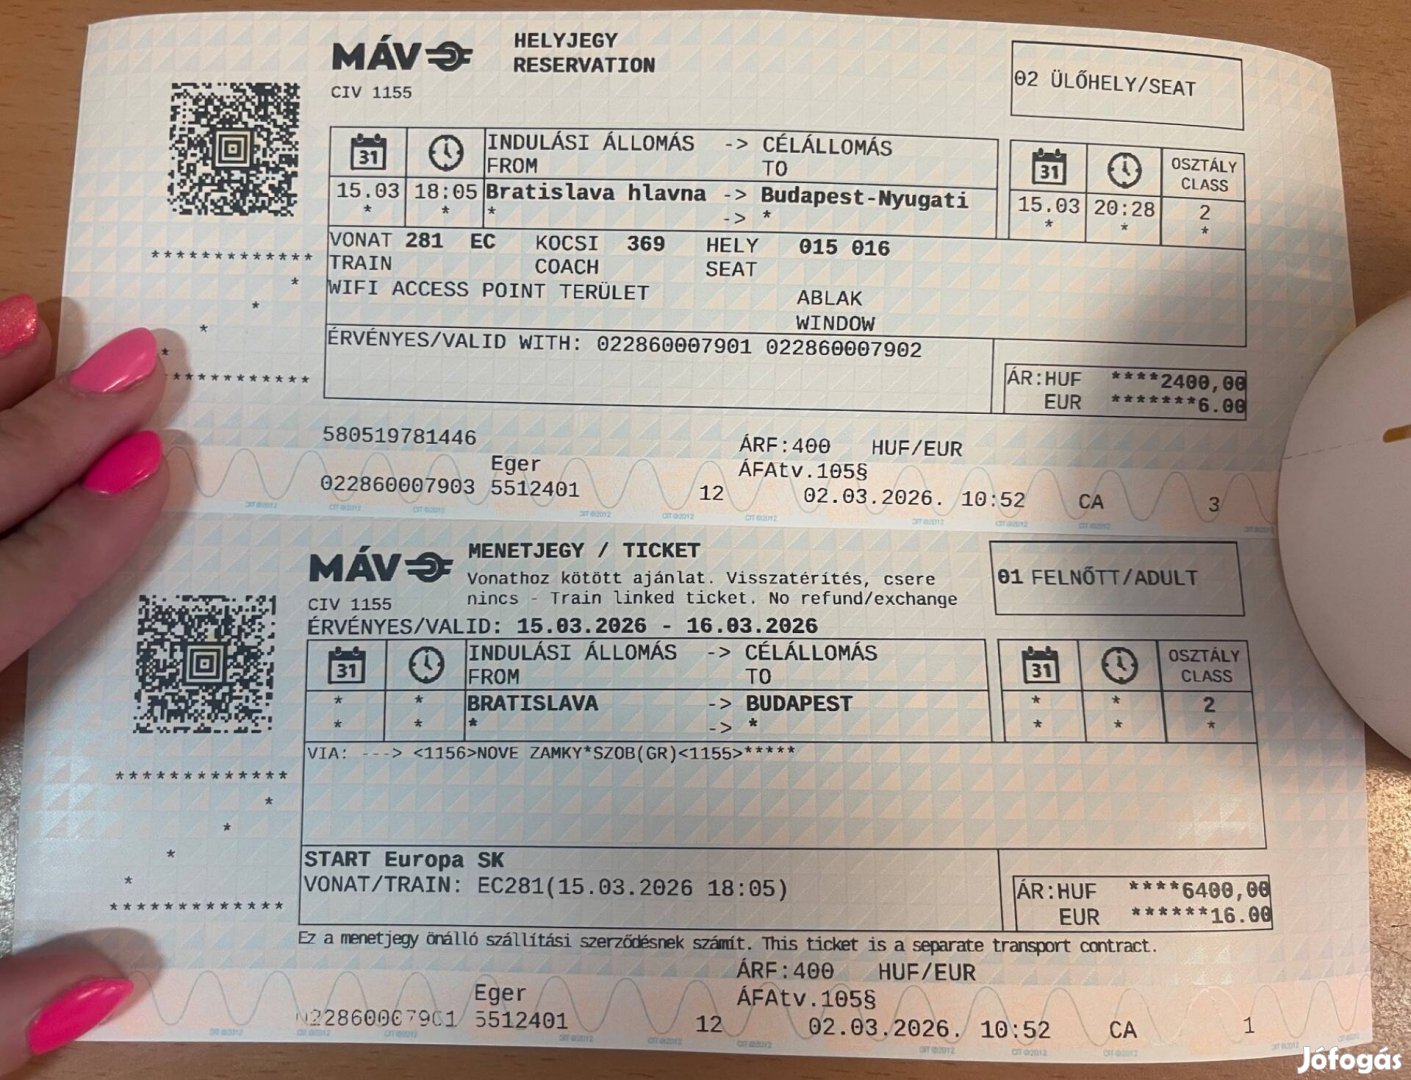 MÁV
HELYJEGY
RESERVATION
CIV 1155
02 ÜLŐHELY/SEAT
31 INDULÁSI ÁLLOMÁS -> CÉLÁLLOMÁS 31 OSZTÁLY
FROM TO CLASS
15.03 18:05 Bratislava hlavna -> Budapest-Nyugati 15.03 20:28 2
* * * -> * * * *
VONAT 281 EC KOCSI 369 HELY 015 016
TRAIN COACH SEAT
WIFI ACCESS POINT TERÜLET ABLAK
WINDOW
*************
*
*
*
*
***********
ÉRVÉNYES/VALID WITH: 022860007901 022860007902
ÁR:HUF ****2400,00
EUR *******6.00
580519781446 ÁRF:400 HUF/EUR
Eger ÁFAtv.105§
022860007903 5512401 12 02.03.2026. 10:52 CA 3
MÁV
MENETJEGY / TICKET
Vonathoz kötött ajánlat. Visszatérítés, csere
nincs - Train linked ticket. No refund/exchange
CIV 1155
01 FELNŐTT/ADULT
ÉRVÉNYES/VALID: 15.03.2026 - 16.03.2026
31 INDULÁSI ÁLLOMÁS -> CÉLÁLLOMÁS 31 OSZTÁLY
FROM TO CLASS
* * BRATISLAVA -> BUDAPEST * * 2
* * * -> * * * *
VIA: ---> <1156>NOVE ZAMKY*SZOB(GR)<1155>*****
*************
*
*
*
*
*************
START Europa SK
VONAT/TRAIN: EC281(15.03.2026 18:05)
ÁR:HUF ****6400,00
EUR ******16.00
Ez a menetjegy önálló szállítási szerződésnek számít. This ticket is a separate transport contract.
ÁRF:400 HUF/EUR
Eger ÁFAtv.105§
022860007901 5512401 12 02.03.2026. 10:52 CA 1
Jófogás